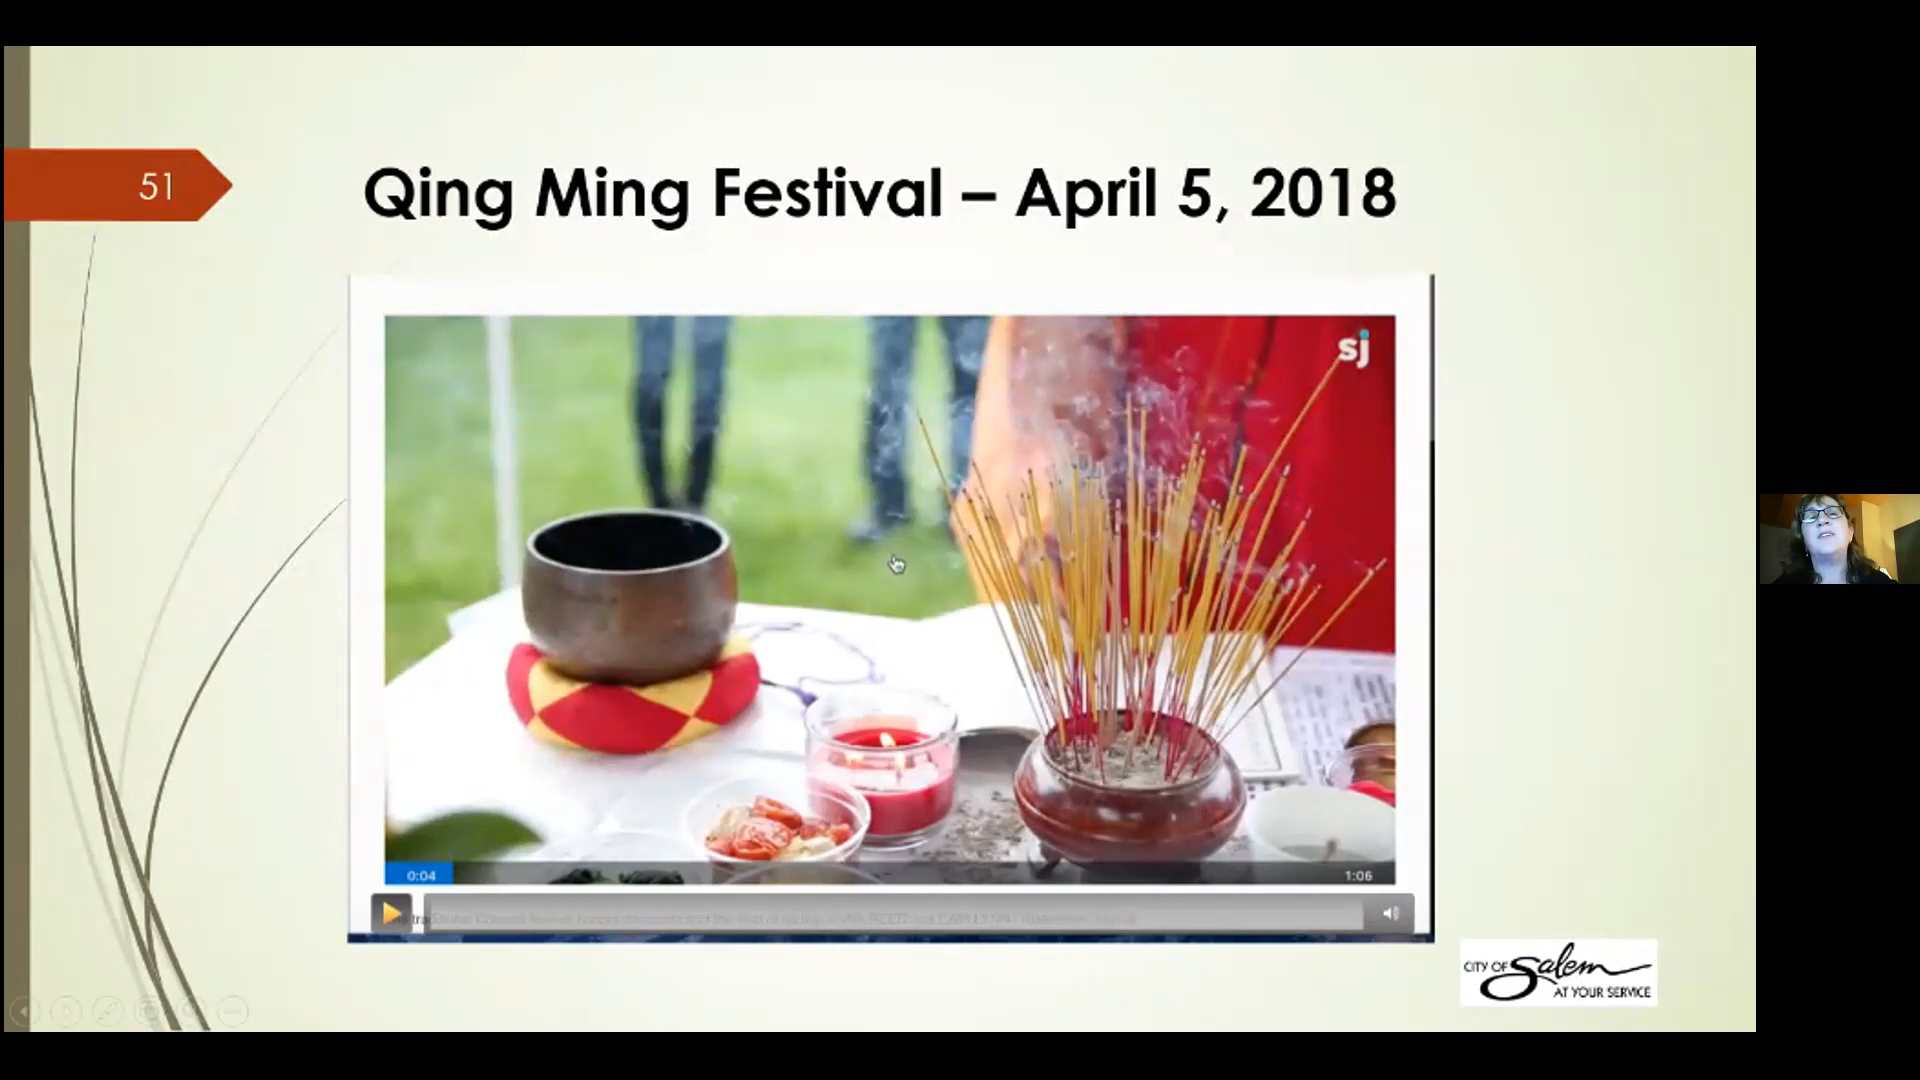 51
Qing Ming Festival – April 5, 2018
sj
0:04
1:06
CITY OF Salem
AT YOUR SERVICE